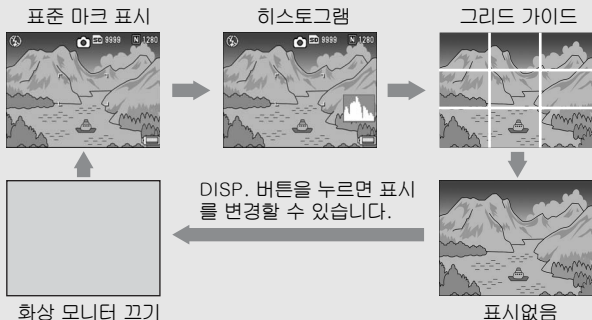 표준 마크 표시
히스토그램
그리드 가이드
SD 9999 N 1280
SD 9999 N 1280
DISP. 버튼을 누르면 표시
를 변경할 수 있습니다.
화상 모니터 끄기
표시없음